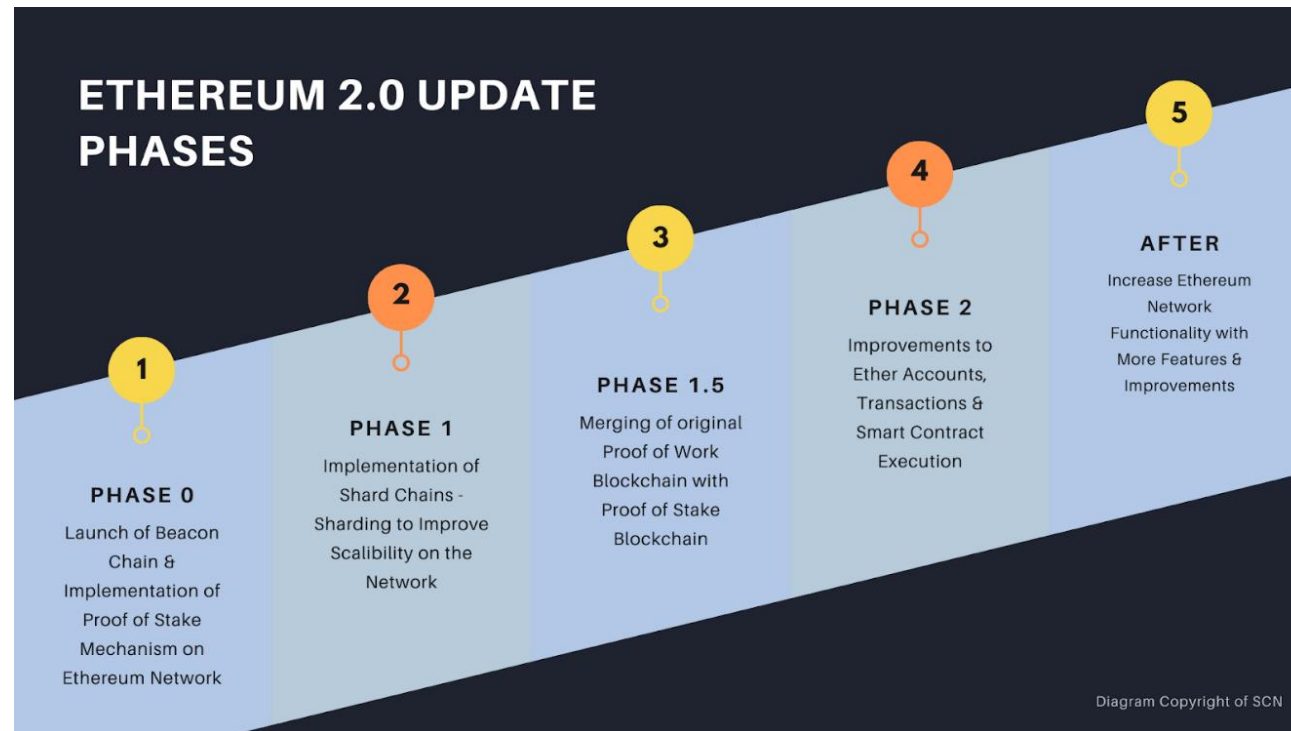 ETHEREUM 2.0 UPDATE
PHASES
1
PHASE 0
Launch of Beacon
Chain &
Implementation of
Proof of Stake
Mechanism on
Ethereum Network
2
PHASE 1
Implementation of
Shard Chains -
Sharding to Improve
Scalibility on the
Network
3
PHASE 1.5
Merging of original
Proof of Work
Blockchain with
Proof of Stake
Blockchain
4
PHASE 2
Improvements to
Ether Accounts,
Transactions &
Smart Contract
Execution
5
AFTER
Increase Ethereum
Network
Functionality with
More Features &
Improvements
Diagram Copyright of SCN